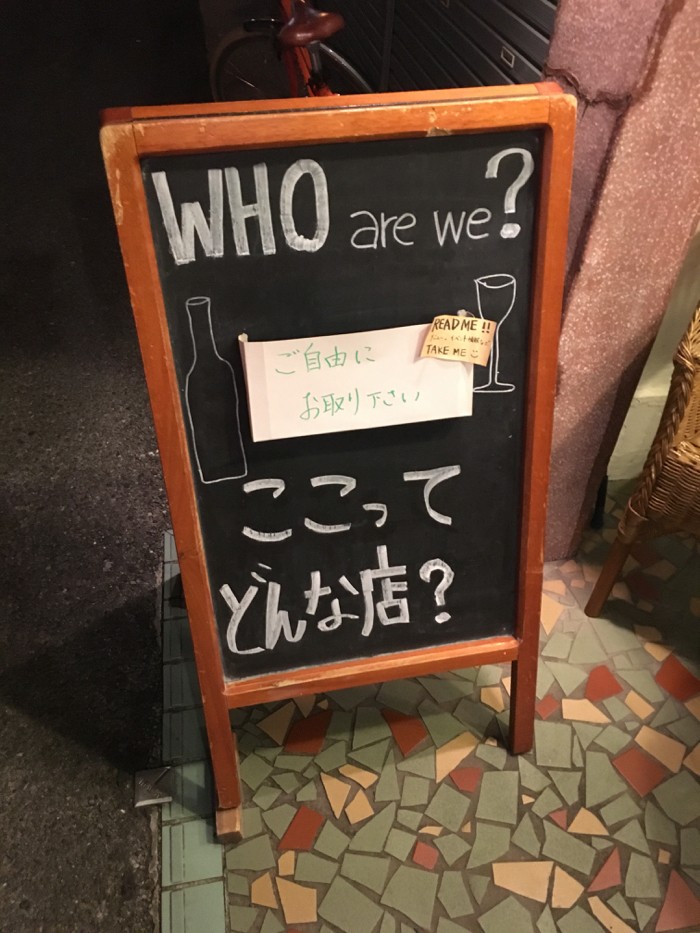 WHO are we?
ご自由に
お取り下さい
READ ME !!
TAKE ME
ここって
どんな店?